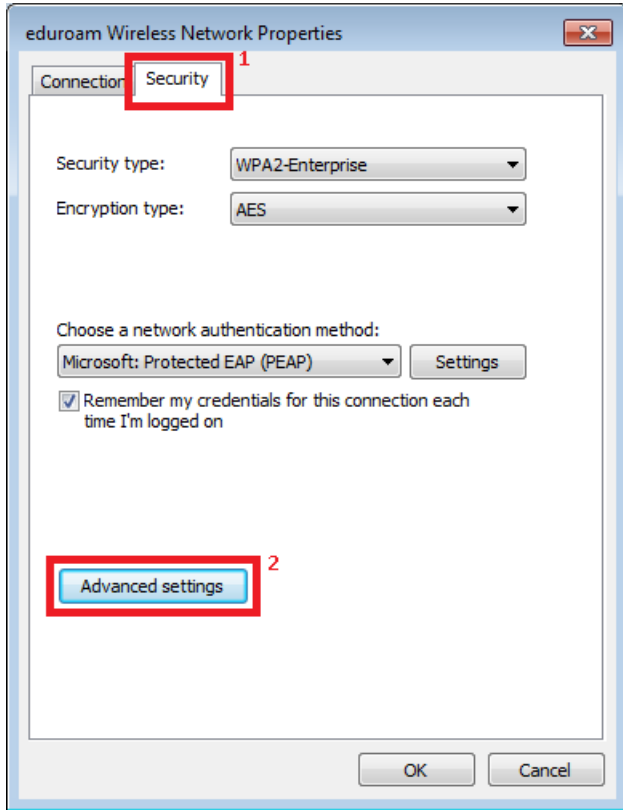 eduroam Wireless Network Properties
1
Connection Security
Security type: WPA2-Enterprise
Encryption type: AES
Choose a network authentication method:
Microsoft: Protected EAP (PEAP) Settings
Remember my credentials for this connection each
time I'm logged on
2
Advanced settings
OK Cancel